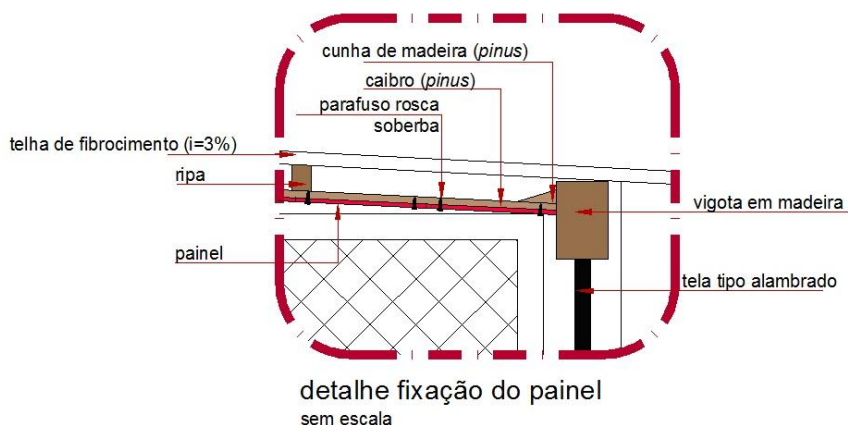 cunha de madeira (pinus)
caibro (pinus)
parafuso rosca
soberba
telha de fibrocimento (i=3%)
ripa
vigota em madeira
painel
tela tipo alambrado
detalhe fixação do painel
sem escala